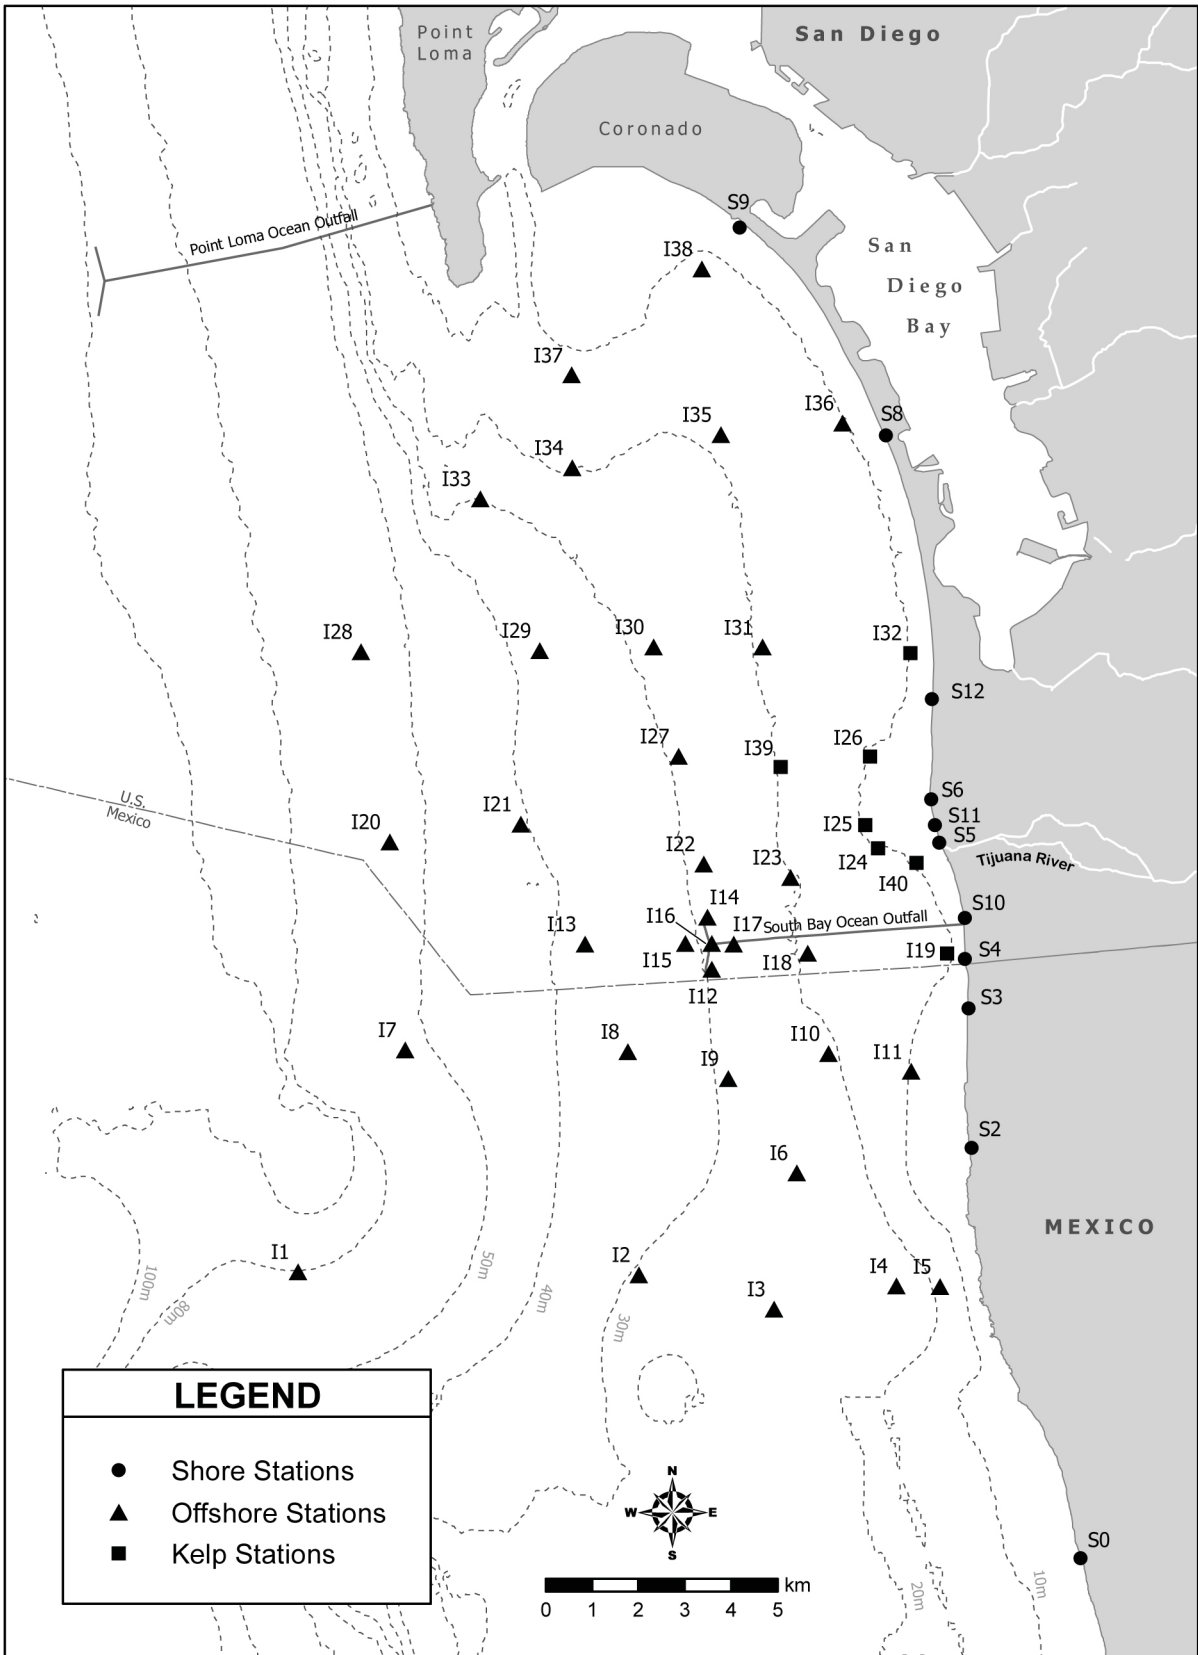 Point
Loma
San Diego
Coronado
S9
Point Loma Ocean Outfall
San
Diego
Bay
I38
I37
I36
S8
I35
I34
I33
I28
I29
I30
I31
I32
S12
I27
I39
I26
U.S.
Mexico
S6
I20
I21
I25
S11
S5
I22
I23
I24
I40
Tijuana River
I14
S10
I13
I16
I17
South Bay Ocean Outfall
I15
I18
I19
S4
I12
S3
I7
I8
I9
I10
I11
S2
I6
MEXICO
I1
I2
I3
I4
I5
100m
80m
50m
40m
30m
LEGEND
Shore Stations
Offshore Stations
Kelp Stations
N
W
E
S
S0
km
0 1 2 3 4 5
20m
10m